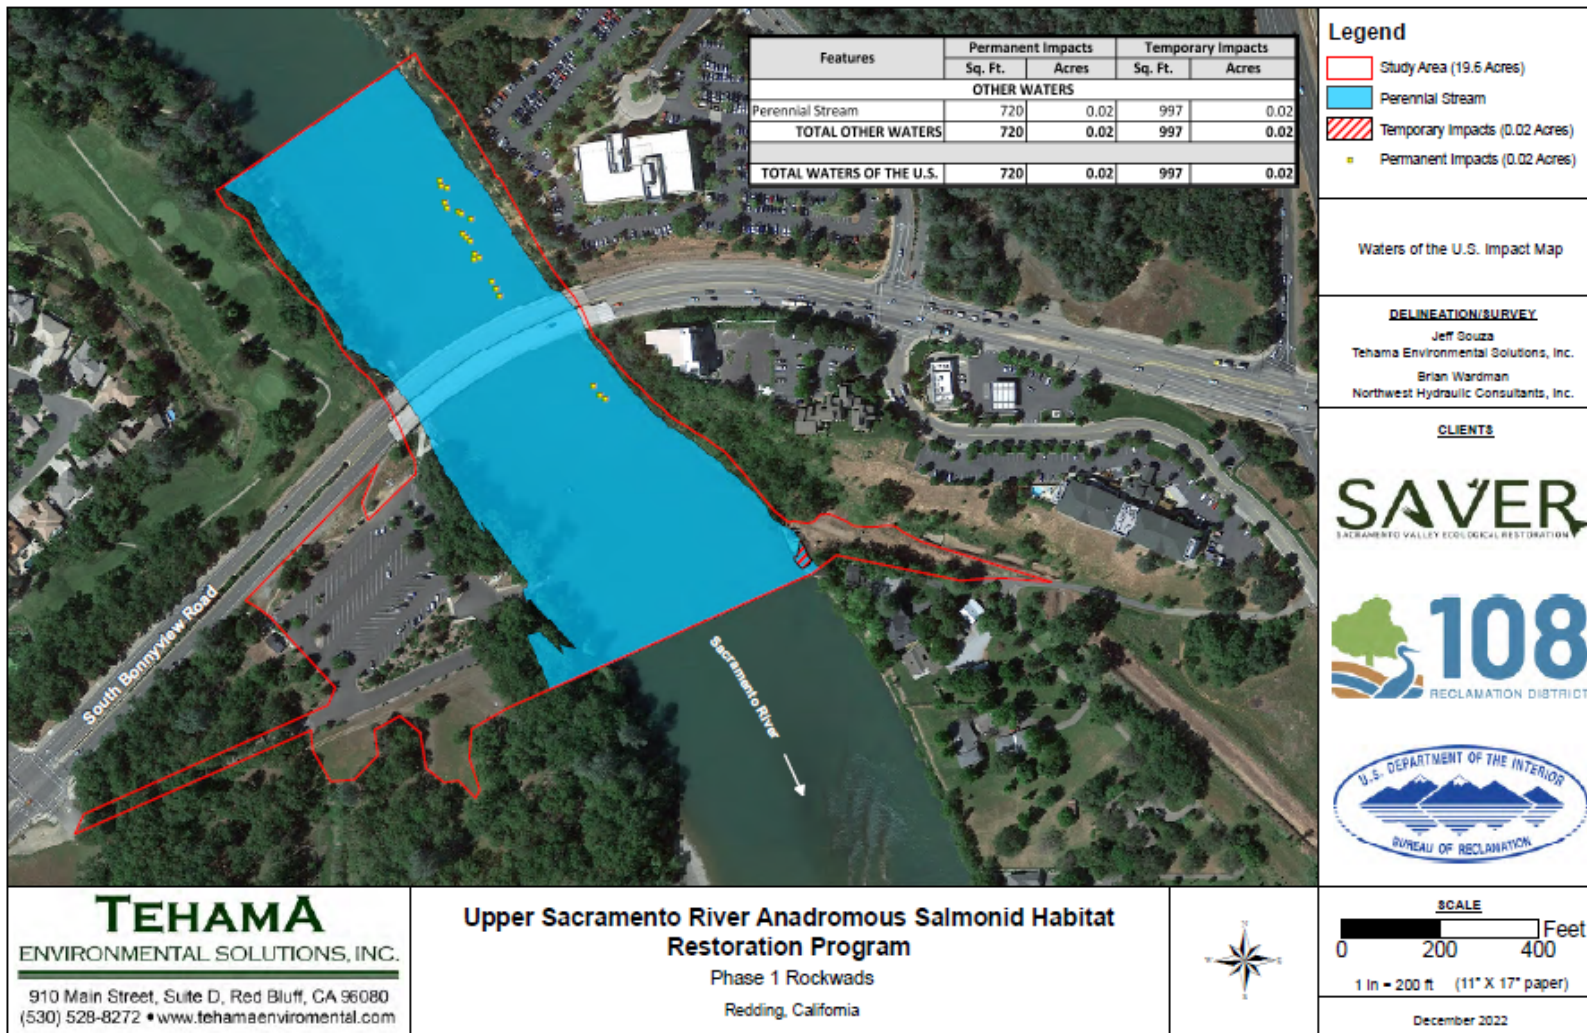 Features Permanent Impacts Temporary Impacts
Sq. Ft. Acres Sq. Ft. Acres
OTHER WATERS
Perennial Stream 720 0.02 997 0.02
TOTAL OTHER WATERS 720 0.02 997 0.02
TOTAL WATERS OF THE U.S. 720 0.02 997 0.02
South Bonnyview Road
Sacramento River
Legend
Study Area (19.6 Acres)
Perennial Stream
Temporary Impacts (0.02 Acres)
Permanent Impacts (0.02 Acres)
Waters of the U.S. Impact Map
DELINEATION/SURVEY
Jeff Souza
Tehama Environmental Solutions, Inc.
Brian Wardman
Northwest Hydraulic Consultants, Inc.
CLIENTS
SAVER
SACRAMENTO VALLEY ECOLOGICAL RESTORATION
108
RECLAMATION DISTRICT
U.S. DEPARTMENT OF THE INTERIOR
BUREAU OF RECLAMATION
TEHAMA
ENVIRONMENTAL SOLUTIONS, INC.
910 Main Street, Suite D, Red Bluff, CA 96080
(530) 528-8272 • www.tehamaenviromental.com
Upper Sacramento River Anadromous Salmonid Habitat
Restoration Program
Phase 1 Rockwads
Redding, California
N
W E
S
SCALE
Feet
0 200 400
1 in = 200 ft (11" X 17" paper)
December 2022